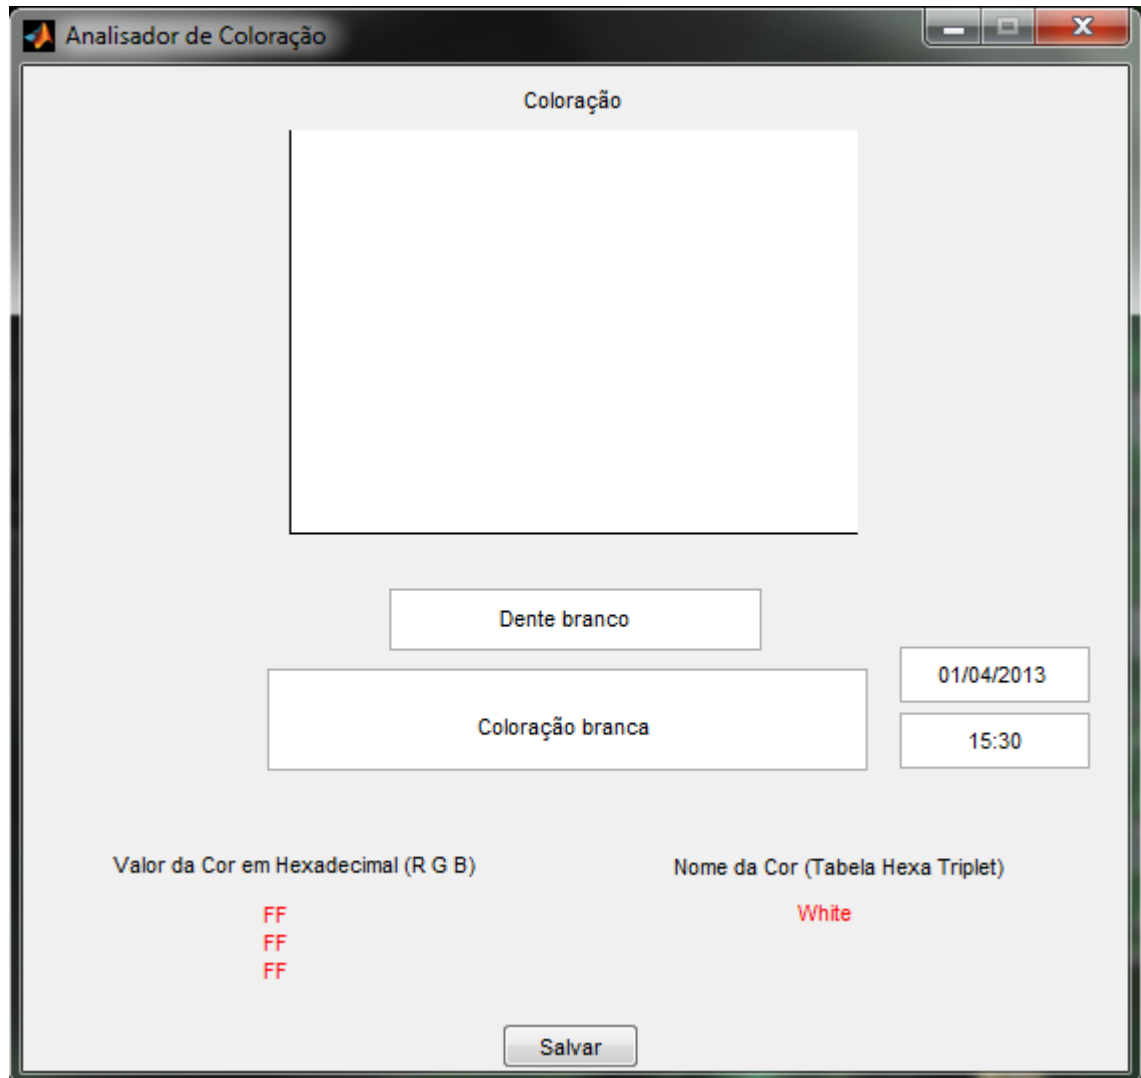 Analisador de Coloração
Coloração
Dente branco
Coloração branca
01/04/2013
15:30
Valor da Cor em Hexadecimal (R G B)
FF
FF
FF
Nome da Cor (Tabela Hexa Triplet)
White
Salvar